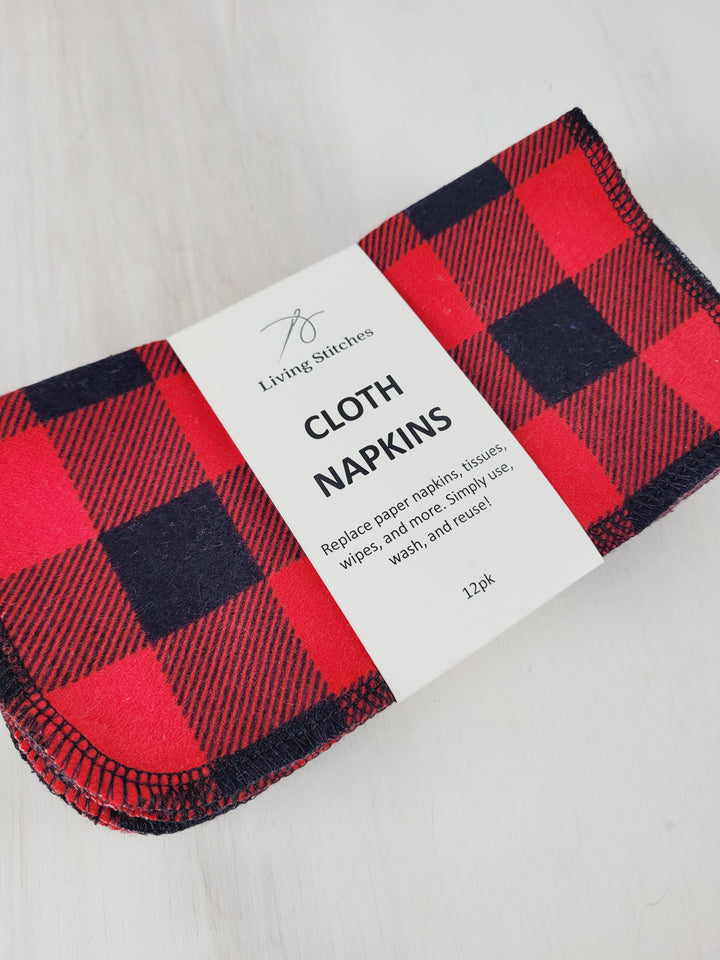 Living Stitches
CLOTH
NAPKINS
Replace paper napkins, tissues,
wipes, and more. Simply use,
wash, and reuse!
12pk